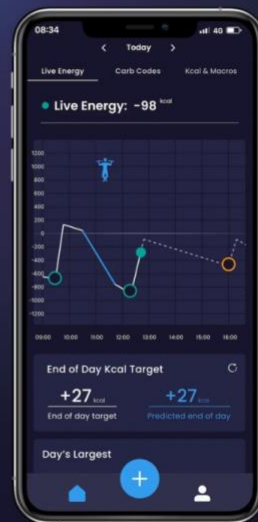 08:34 4G
Today
Live Energy Carb Codes Kcal & Macros
Live Energy: -98 kcal
1200
1000
800
600
400
200
0
-200
-400
-600
-800
-1000
-1200
09:00 10:00 11:00 12:00 13:00 14:00 15:00 16:00
End of Day Kcal Target
+27 kcal +27 kcal
End of day target Predicted end of day
Day's Largest
+